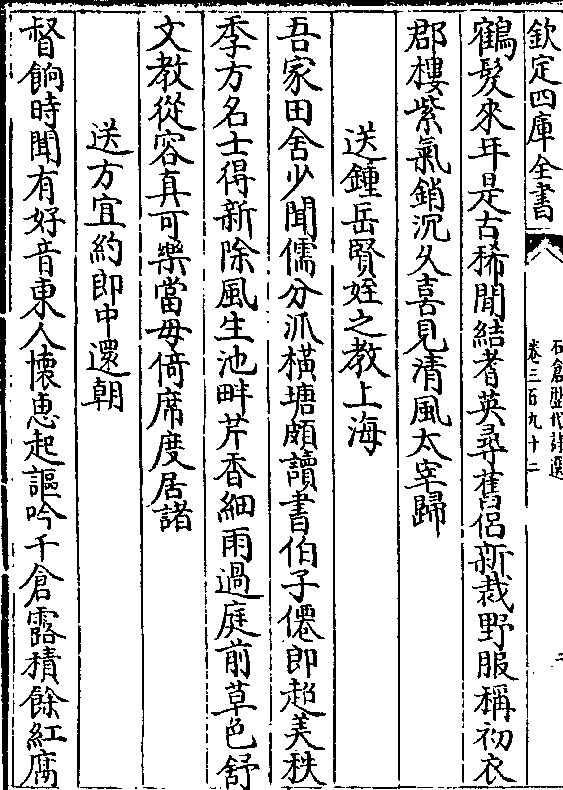 欽定四庫全書
石倉歷代詩選
卷三百九十二
鶴髮來年是古稀閒結耆英尋舊侶新裁野服稱初衣
郡樓紫氣銷沉久喜見清風太宰歸
送鍾岳賢姪之教上海
吾家田舍少聞儒分派橫塘頗讀書伯子僊郎超美秩
季方名士得新除風生池畔芹香細雨過庭前草色舒
文教從容真可樂當毋倚席度居諸
送方宜約郎中還朝
督餉時聞有好音東人懷惠起謳吟千倉露積餘紅腐